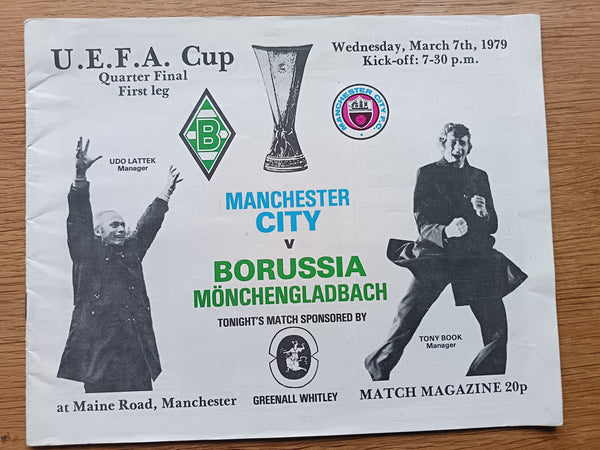 U.E.F.A. Cup
Quarter Final
First leg
Wednesday, March 7th, 1979
Kick-off: 7-30 p.m.
B
MANCHESTER CITY F.C.
UDO LATTEK
Manager
MANCHESTER
CITY
v
BORUSSIA
MÖNCHENGLADBACH
TONIGHT'S MATCH SPONSORED BY
TONY BOOK
Manager
at Maine Road, Manchester
GREENALL WHITLEY
MATCH MAGAZINE 20p